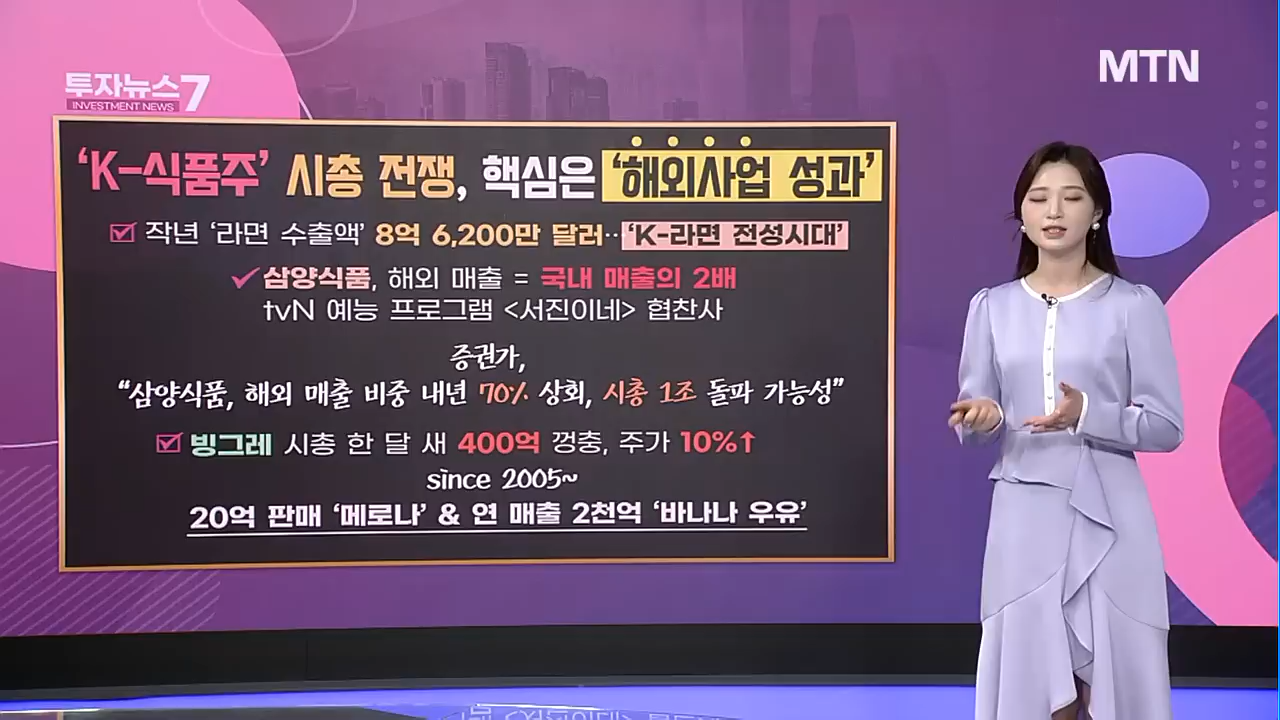 투자뉴스7
INVESTMENT NEWS
MTN
‘K-식품주’ 시총 전쟁, 핵심은 ‘해외사업 성과’
작년 ‘라면 수출액’ 8억 6,200만 달러‥‘K-라면 전성시대’
삼양식품, 해외 매출 = 국내 매출의 2배
tvN 예능 프로그램 <서진이네> 협찬사
증권가,
“삼양식품, 해외 매출 비중 내년 70% 상회, 시총 1조 돌파 가능성”
빙그레 시총 한 달 새 400억 껑충, 주가 10%↑
since 2005~
20억 판매 ‘메로나’ & 연 매출 2천억 ‘바나나 우유’